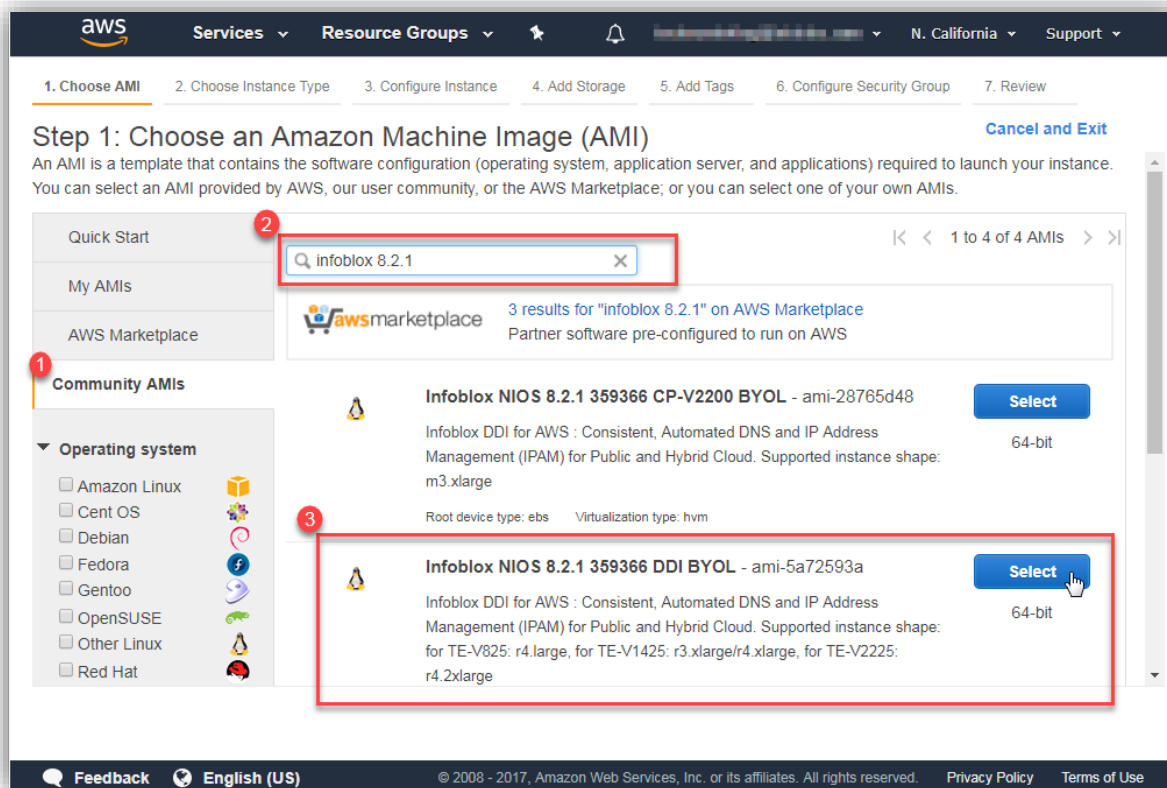 aws Services Resource Groups N. California Support
1. Choose AMI 2. Choose Instance Type 3. Configure Instance 4. Add Storage 5. Add Tags 6. Configure Security Group 7. Review
Step 1: Choose an Amazon Machine Image (AMI) Cancel and Exit
An AMI is a template that contains the software configuration (operating system, application server, and applications) required to launch your instance.
You can select an AMI provided by AWS, our user community, or the AWS Marketplace; or you can select one of your own AMIs.
Quick Start
My AMIs
AWS Marketplace
1
Community AMIs
Operating system
Amazon Linux
Cent OS
Debian
Fedora
Gentoo
OpenSUSE
Other Linux
Red Hat
2
infoblox 8.2.1
1 to 4 of 4 AMIs
awsmarketplace
3 results for "infoblox 8.2.1" on AWS Marketplace
Partner software pre-configured to run on AWS
Infoblox NIOS 8.2.1 359366 CP-V2200 BYOL - ami-28765d48
Infoblox DDI for AWS : Consistent, Automated DNS and IP Address
Management (IPAM) for Public and Hybrid Cloud. Supported instance shape:
m3.xlarge
Root device type: ebs Virtualization type: hvm
Select
64-bit
3
Infoblox NIOS 8.2.1 359366 DDI BYOL - ami-5a72593a
Infoblox DDI for AWS : Consistent, Automated DNS and IP Address
Management (IPAM) for Public and Hybrid Cloud. Supported instance shape:
for TE-V825: r4.large, for TE-V1425: r3.xlarge/r4.xlarge, for TE-V2225:
r4.2xlarge
Select
64-bit
Feedback English (US) © 2008 - 2017, Amazon Web Services, Inc. or its affiliates. All rights reserved. Privacy Policy Terms of Use